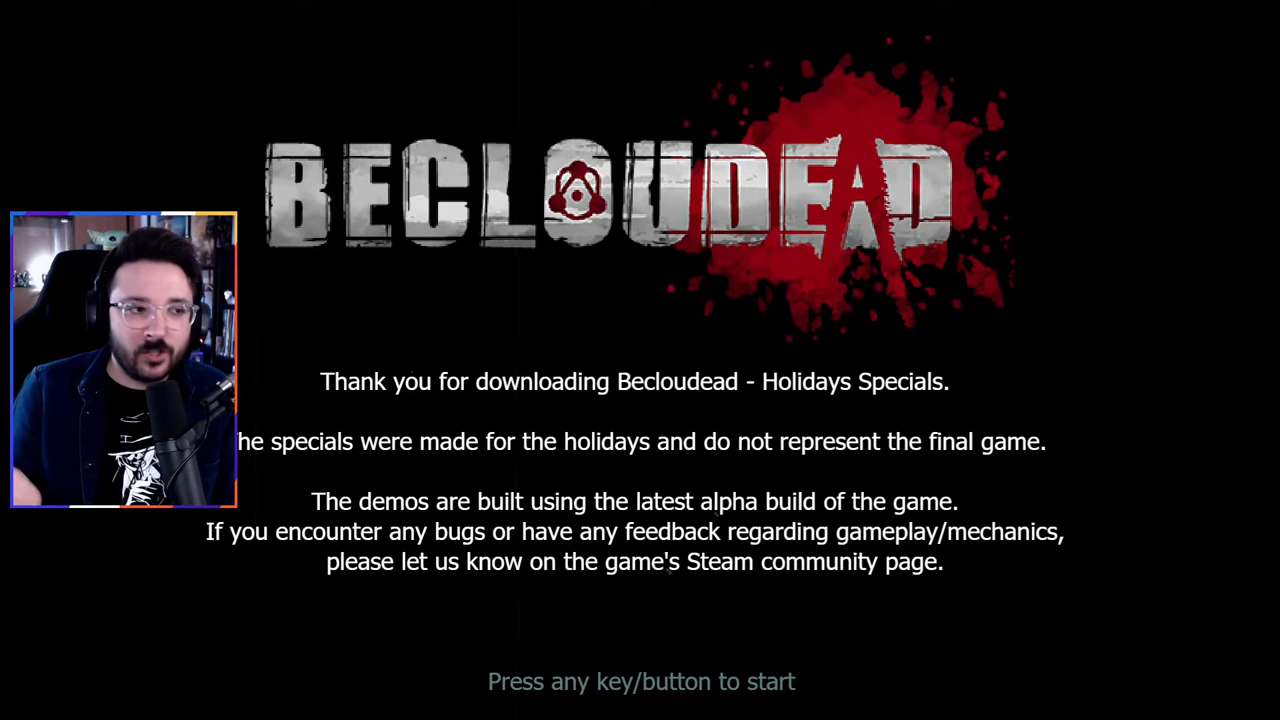 BECLOUDEAD
Thank you for downloading Becloudead - Holidays Specials.
he specials were made for the holidays and do not represent the final game.
The demos are built using the latest alpha build of the game.
If you encounter any bugs or have any feedback regarding gameplay/mechanics,
please let us know on the game's Steam community page.
Press any key/button to start